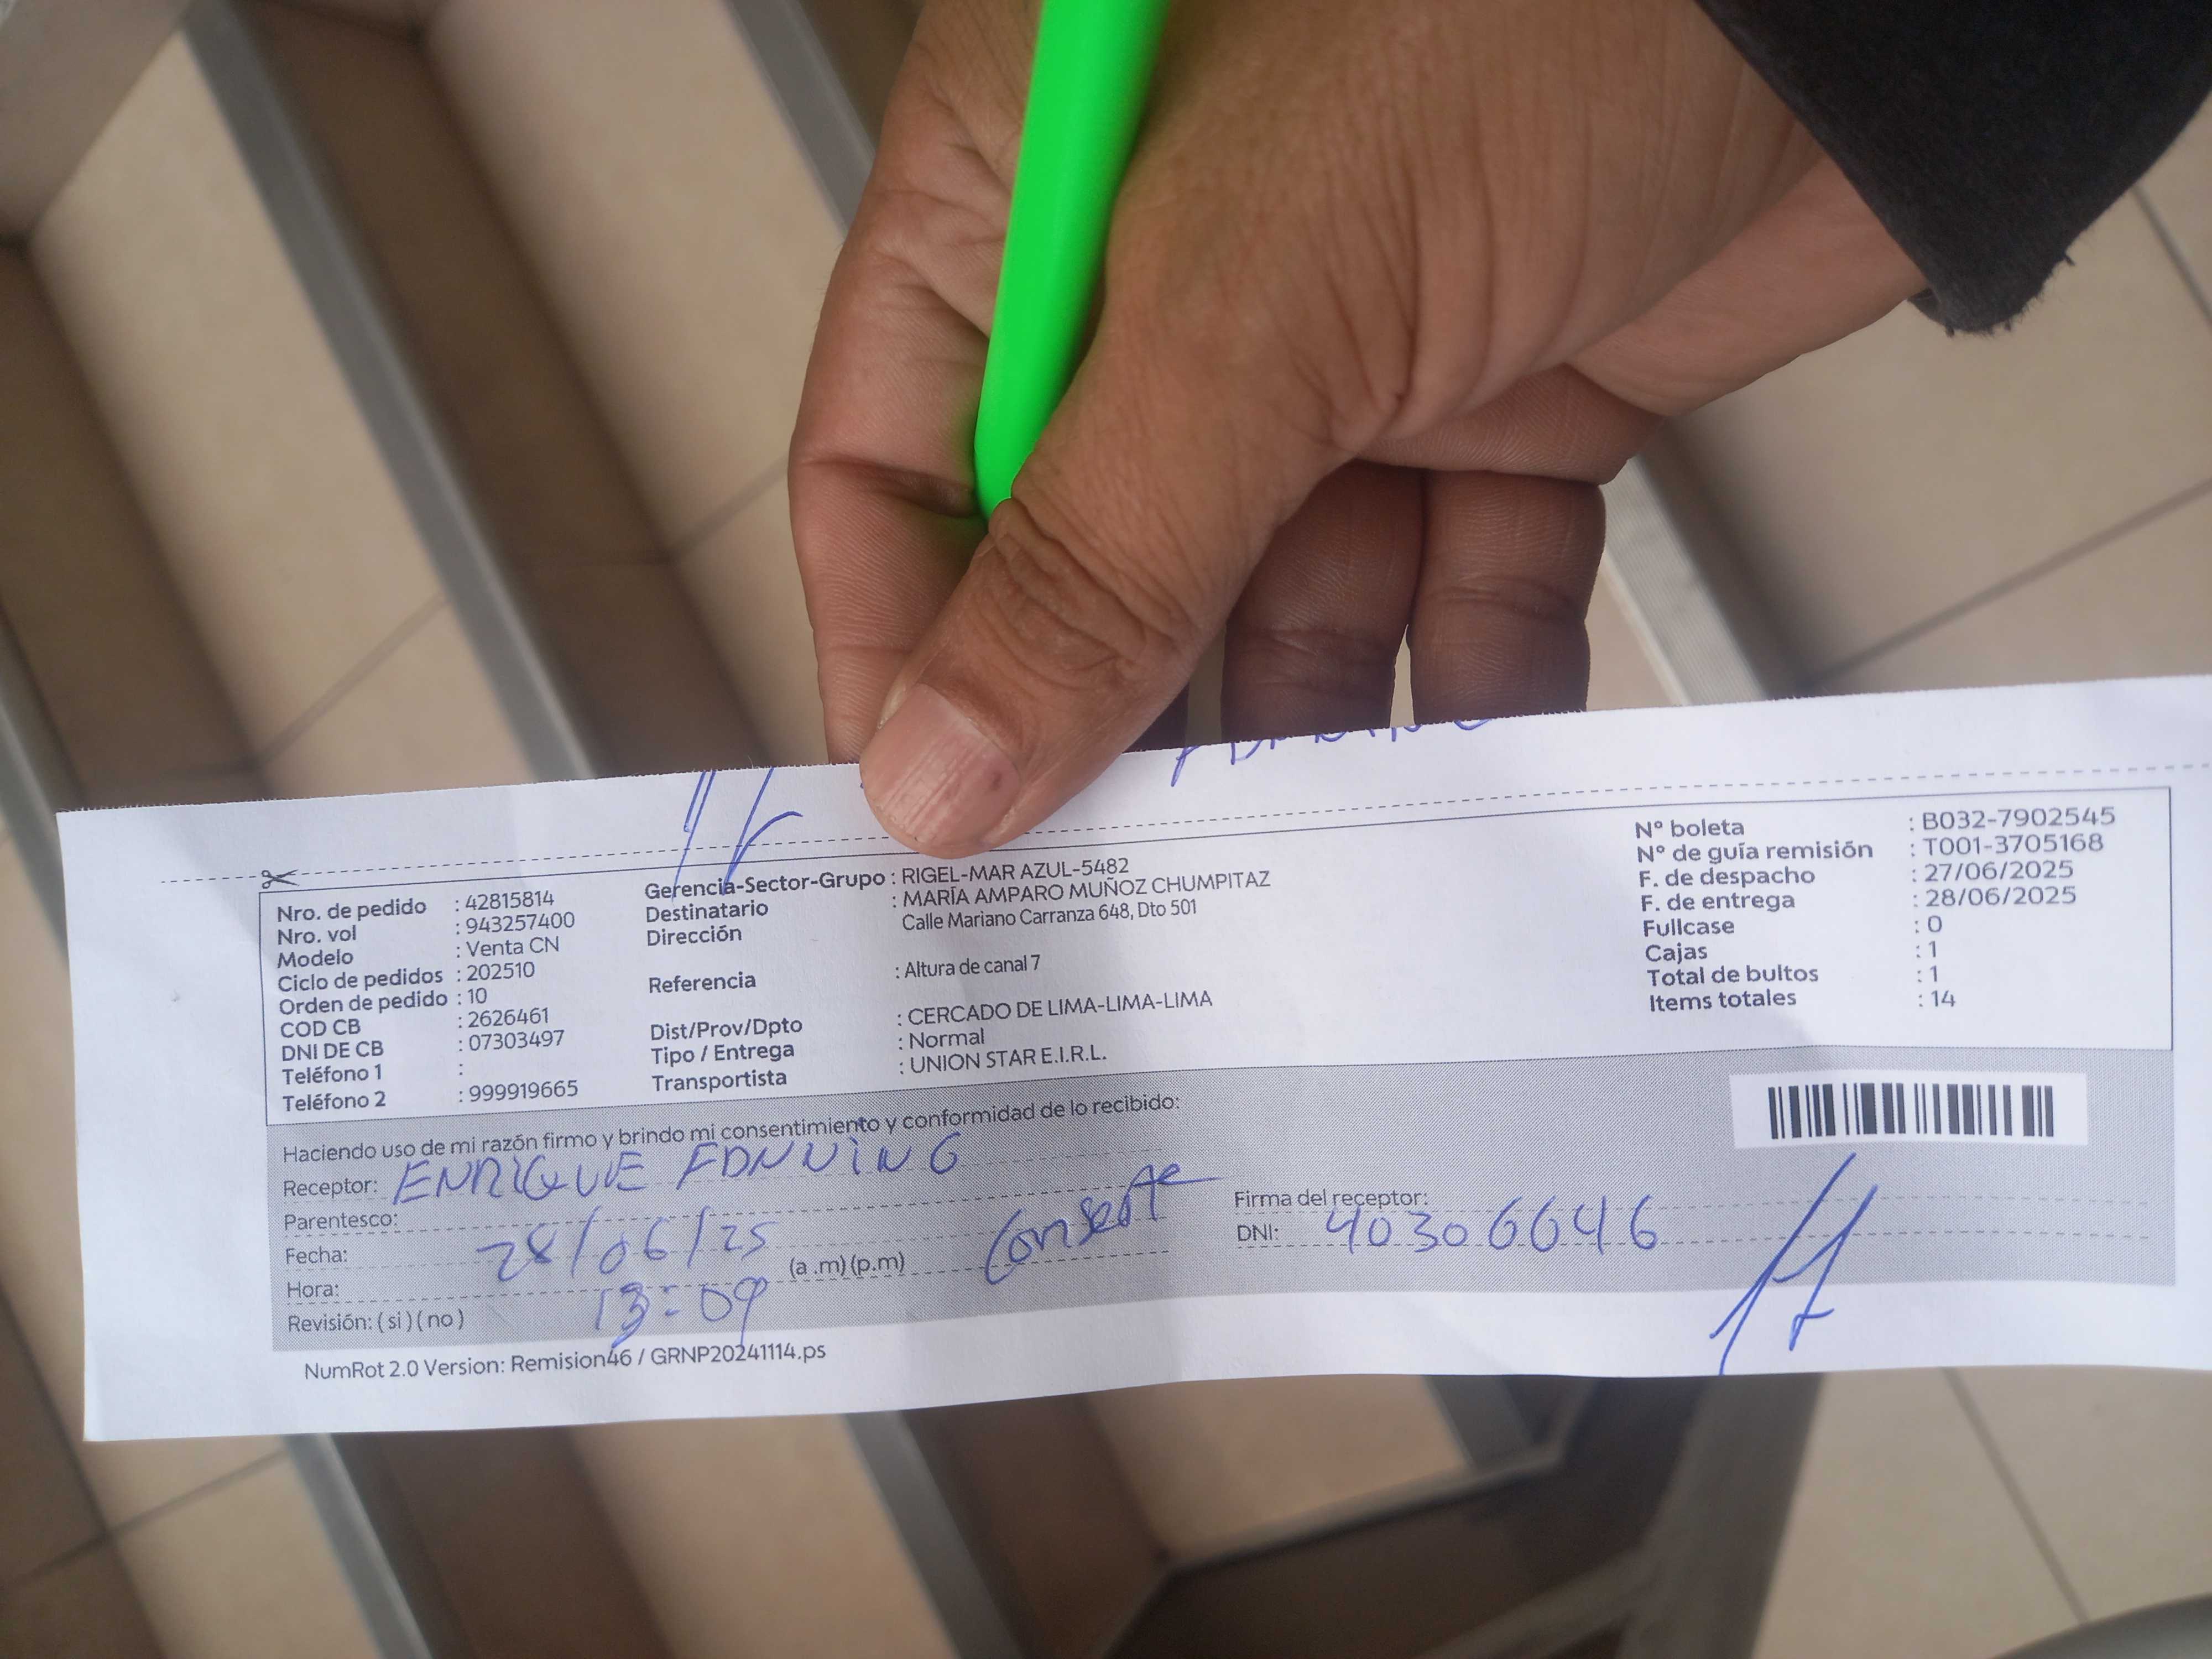 Nro. de pedido : 42815814
Nro. vol : 943257400
Modelo : Venta CN
Ciclo de pedidos : 202510
Orden de pedido : 10
COD CB : 2626461
DNI DE CB : 07303497
Teléfono 1 :
Teléfono 2 : 999919665
Gerencia-Sector-Grupo : RIGEL-MAR AZUL-5482
Destinatario : MARÍA AMPARO MUÑOZ CHUMPITAZ
Dirección Calle Mariano Carranza 648, Dto 501
Referencia : Altura de canal 7
Dist/Prov/Dpto : CERCADO DE LIMA-LIMA-LIMA
Tipo / Entrega : Normal
Transportista : UNION STAR E.I.R.L.
N° boleta : B032-7902545
N° de guía remisión : T001-3705168
F. de despacho : 27/06/2025
F. de entrega : 28/06/2025
Fullcase : 0
Cajas : 1
Total de bultos : 1
Items totales : 14
Haciendo uso de mi razón firmo y brindo mi consentimiento y conformidad de lo recibido:
Receptor: ENRIQUE FANNING
Parentesco:
Fecha: 28/06/25
Hora: 13:09 (a .m) (p.m)
Revisión: ( si ) ( no )
Firma del receptor:
DNI: 40306646
NumRot 2.0 Version: Remision46 / GRNP20241114.ps